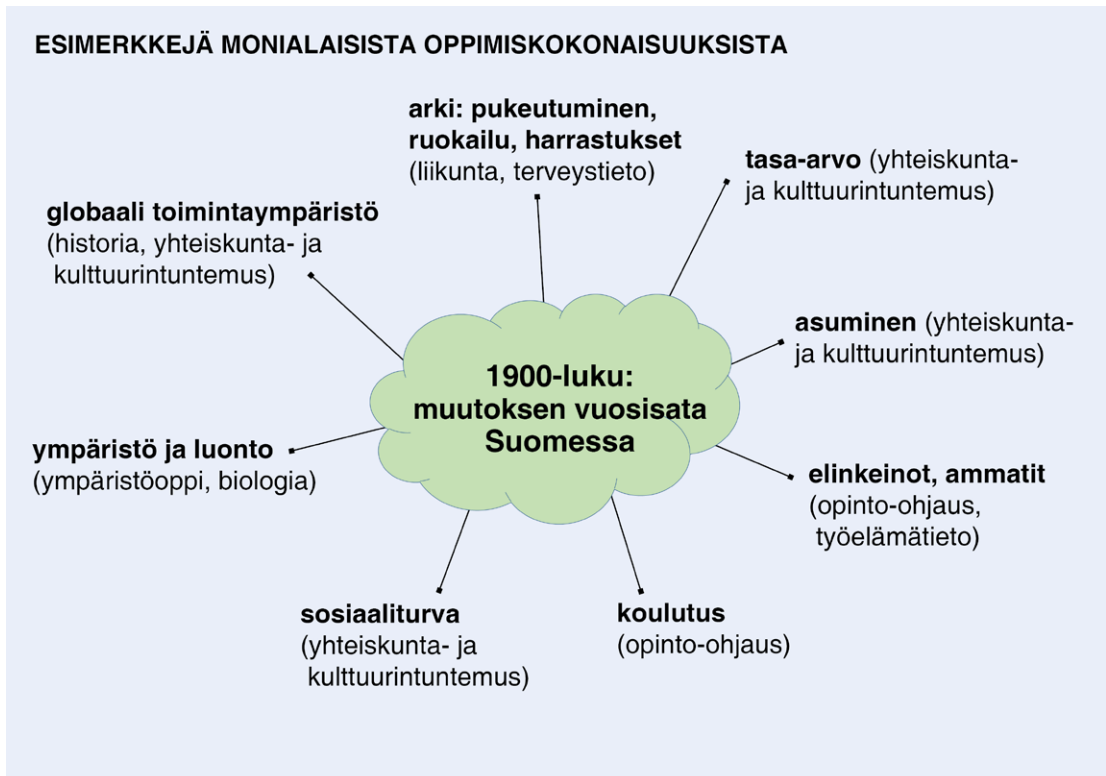 ESIMERKKEJÄ MONIALAISISTA OPPIMISKOKONAISUUKSISTA
arki: pukeutuminen,
ruokailu, harrastukset
(liikunta, terveystieto)
tasa-arvo (yhteiskunta-
ja kulttuurintuntemus)
globaali toimintaympäristö
(historia, yhteiskunta- ja
kulttuurintuntemus)
asuminen (yhteiskunta-
ja kulttuurintuntemus)
1900-luku:
muutoksen vuosisata
Suomessa
ympäristö ja luonto
(ympäristöoppi, biologia)
elinkeinot, ammatit
(opinto-ohjaus,
työelämätieto)
sosiaaliturva
(yhteiskunta- ja
kulttuurintuntemus)
koulutus
(opinto-ohjaus)